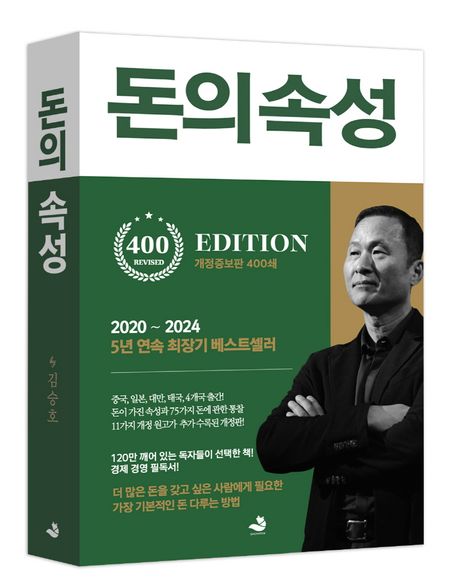 돈의 속성
김승호
돈의 속성
400
REVISED
EDITION
개정증보판 400쇄
2020 ~ 2024
5년 연속 최장기 베스트셀러
중국, 일본, 대만, 태국, 4개국 출간!
돈이 가진 속성과 75가지 돈에 관한 통찰
11가지 개정 원고가 추가 수록된 개정판!
120만 깨어 있는 독자들이 선택한 책!
경제 경영 필독서!
더 많은 돈을 갖고 싶은 사람에게 필요한
가장 기본적인 돈 다루는 방법